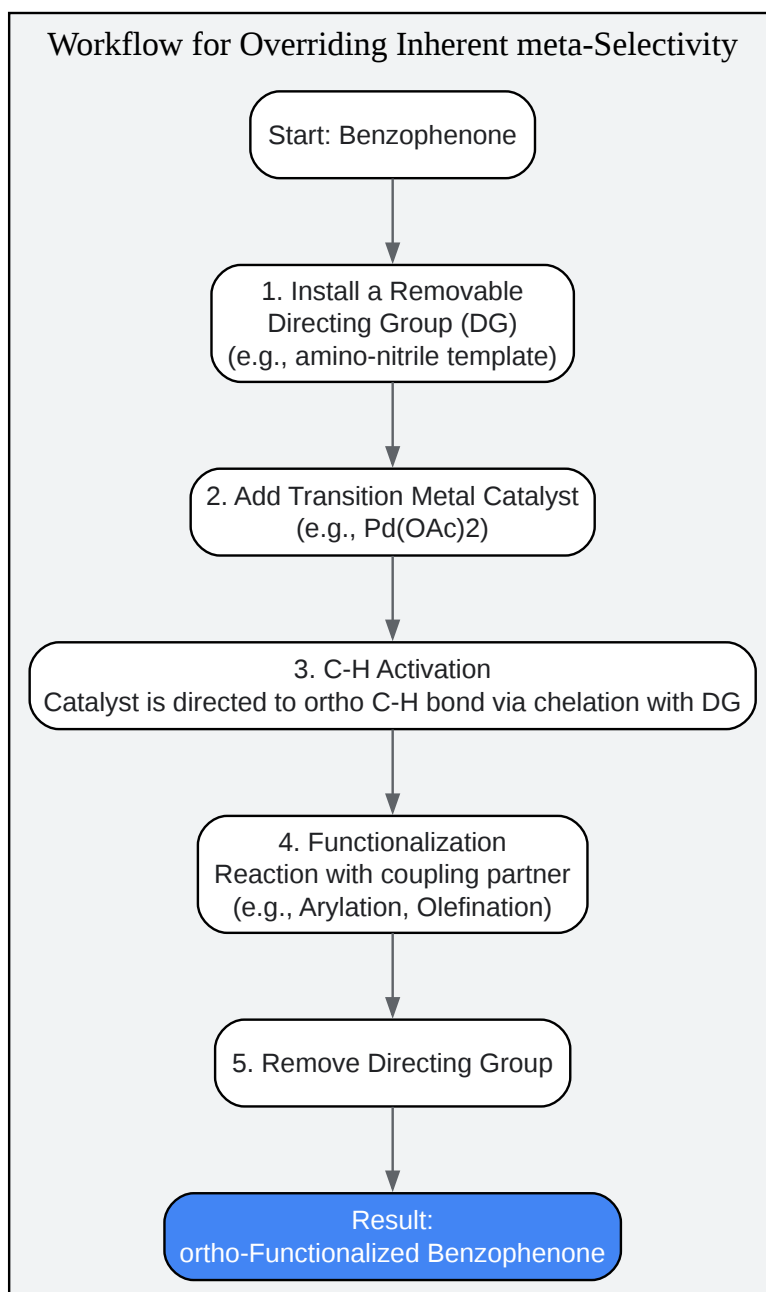 Workflow for Overriding Inherent meta-Selectivity
Start: Benzophenone
1. Install a Removable
Directing Group (DG)
(e.g., amino-nitrile template)
2. Add Transition Metal Catalyst
(e.g., Pd(OAc)2)
3. C-H Activation
Catalyst is directed to ortho C-H bond via chelation with DG
4. Functionalization
Reaction with coupling partner
(e.g., Arylation, Olefination)
5. Remove Directing Group
Result:
ortho-Functionalized Benzophenone